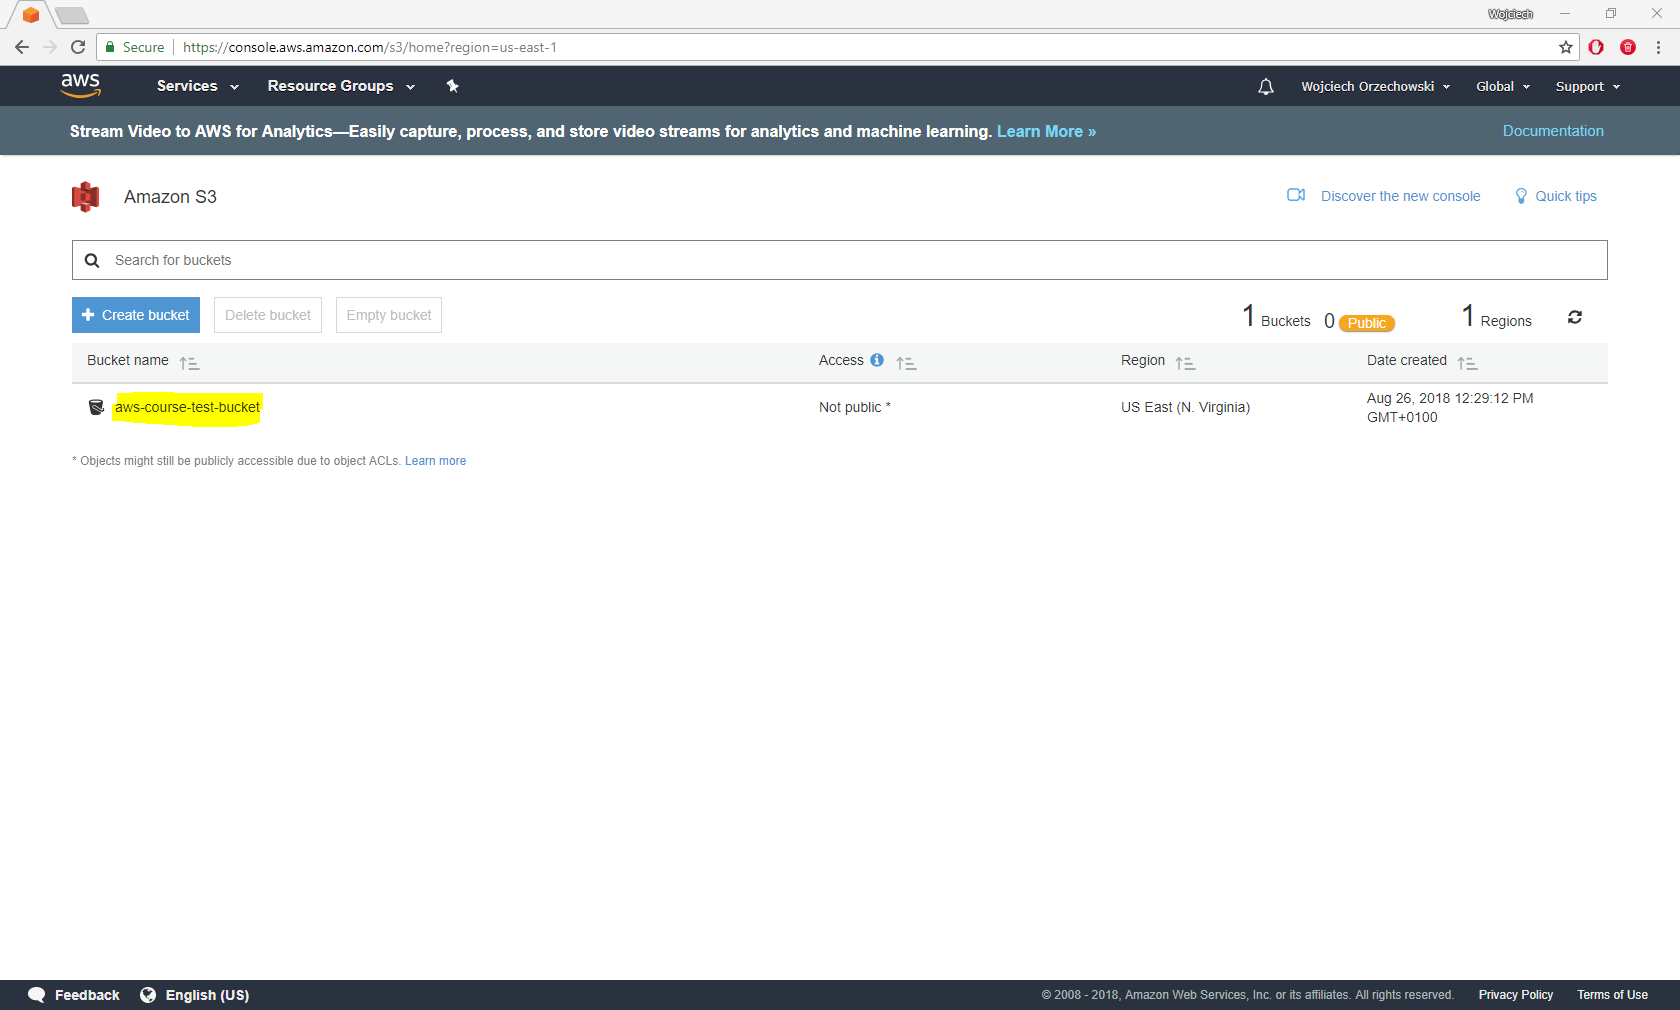 Wojciech
Secure https://console.aws.amazon.com/s3/home?region=us-east-1
aws Services Resource Groups Wojciech Orzechowski Global Support
Stream Video to AWS for Analytics—Easily capture, process, and store video streams for analytics and machine learning. Learn More » Documentation
Amazon S3 Discover the new console Quick tips
Search for buckets
Create bucket Delete bucket Empty bucket 1 Buckets 0 Public 1 Regions
Bucket name Access Region Date created
aws-course-test-bucket Not public * US East (N. Virginia) Aug 26, 2018 12:29:12 PM
GMT+0100
* Objects might still be publicly accessible due to object ACLs. Learn more
Feedback English (US) © 2008 - 2018, Amazon Web Services, Inc. or its affiliates. All rights reserved. Privacy Policy Terms of Use